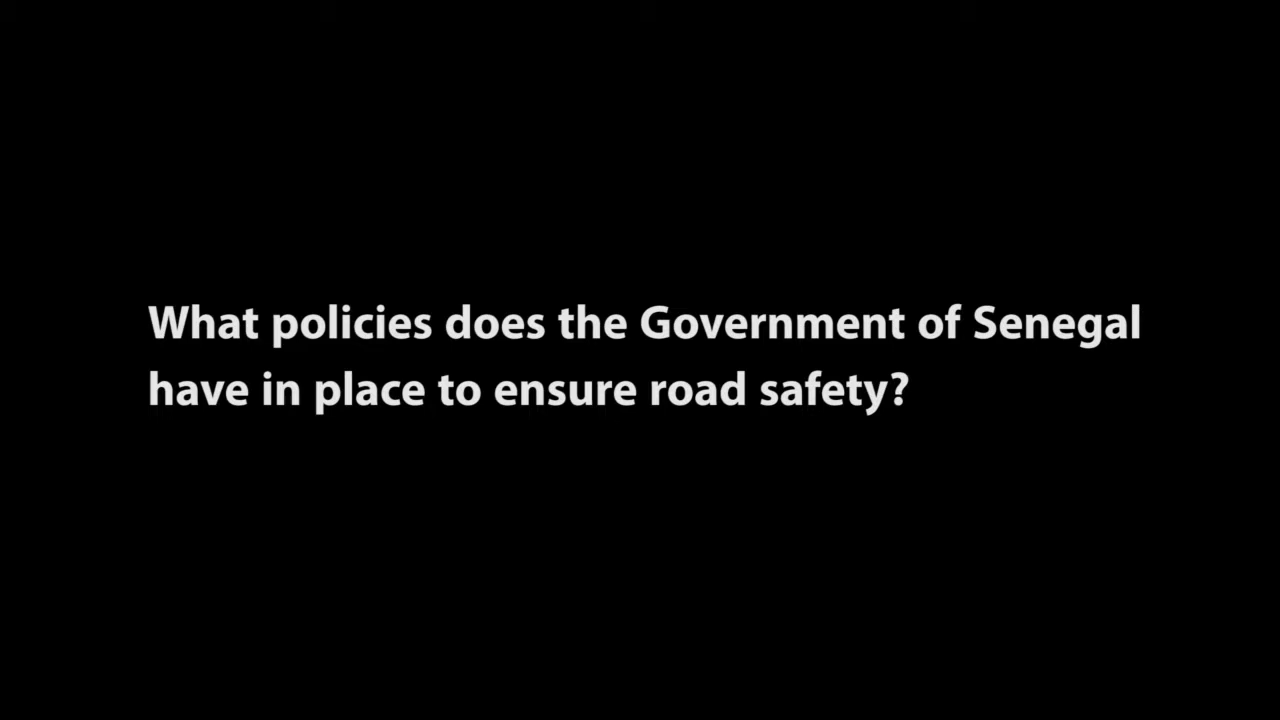 What policies does the Government of Senegal
have in place to ensure road safety?